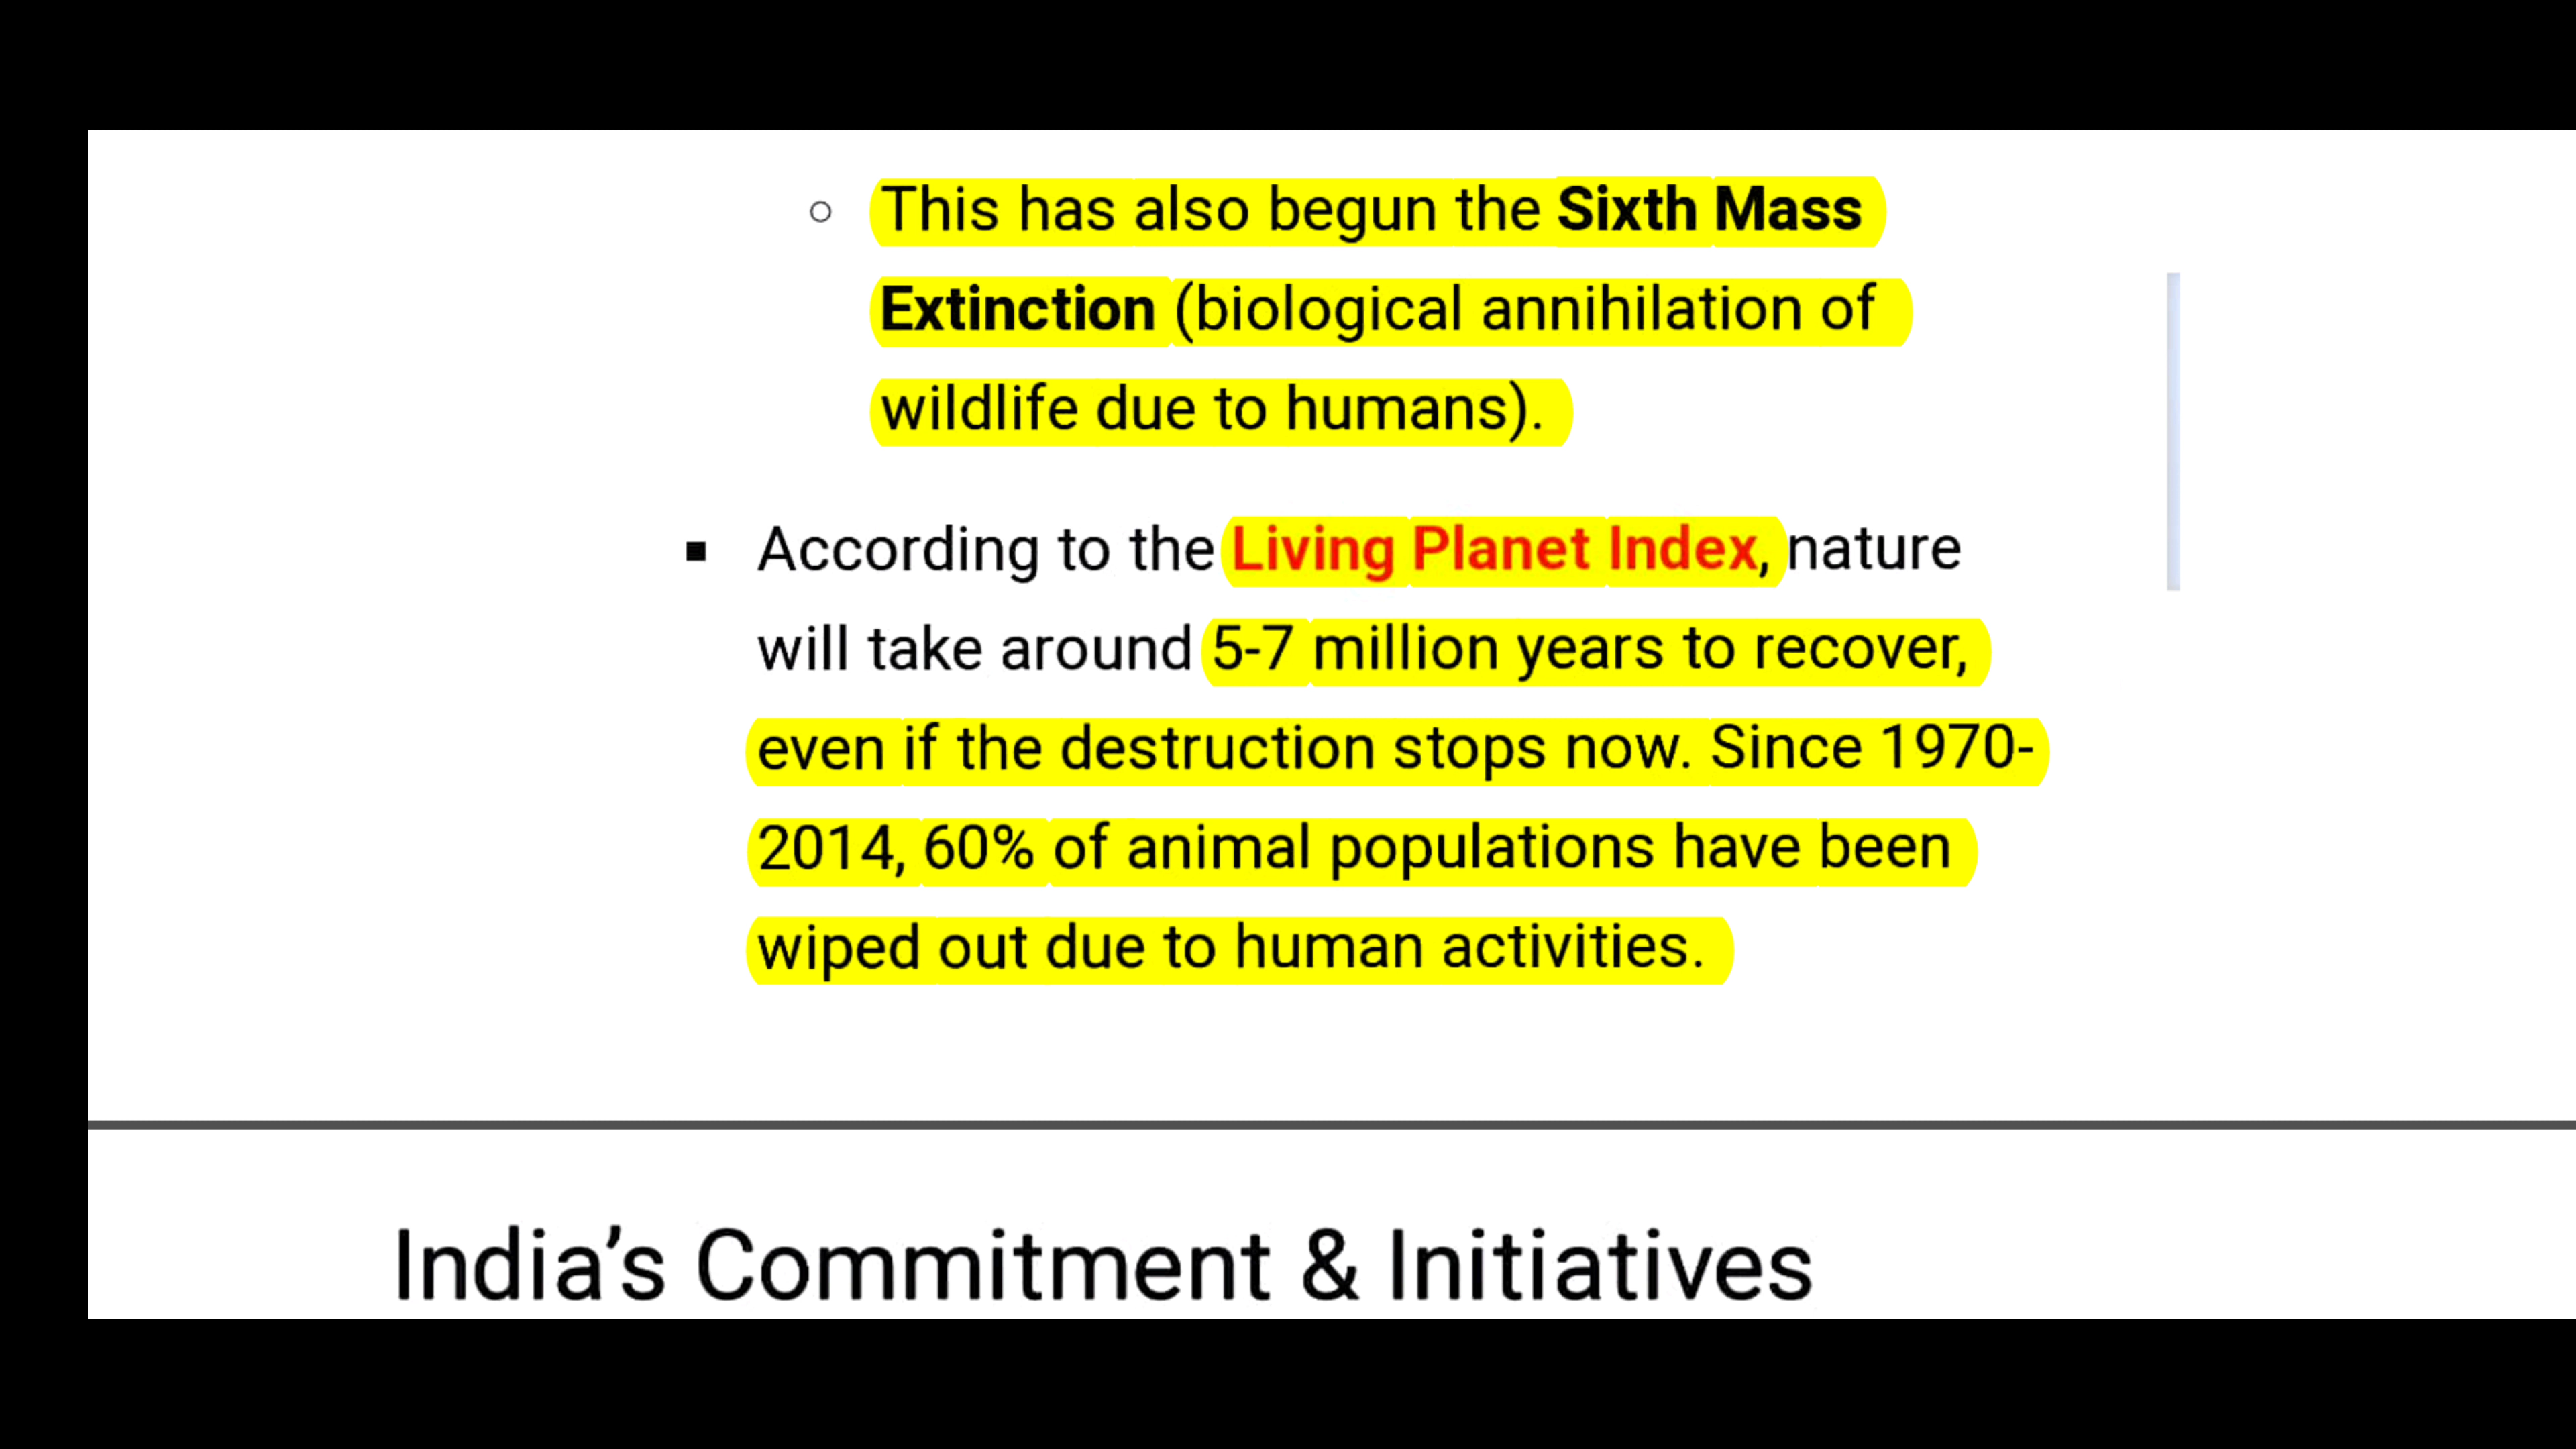 This has also begun the Sixth Mass
Extinction (biological annihilation of
wildlife due to humans).
According to the Living Planet Index, nature
will take around 5-7 million years to recover,
even if the destruction stops now. Since 1970-
2014, 60% of animal populations have been
wiped out due to human activities.
India’s Commitment & Initiatives